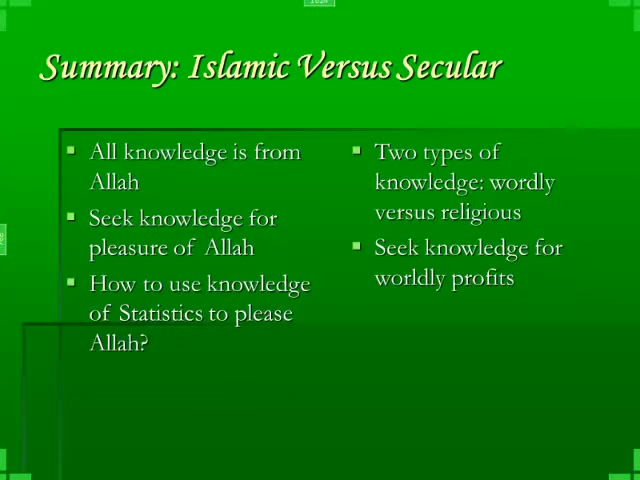 1024
Summary: Islamic Versus Secular
All knowledge is from
Allah
Seek knowledge for
pleasure of Allah
How to use knowledge
of Statistics to please
Allah?
Two types of
knowledge: wordly
versus religious
Seek knowledge for
worldly profits